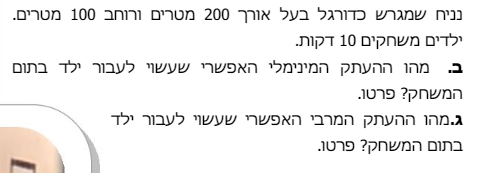 נניח שמגרש כדורגל בעל אורך 200 מטרים ורוחב 100 מטרים.
ילדים משחקים 10 דקות.
ב. מהו ההעתק המינימלי האפשרי שעשוי לעבור ילד בתום
המשחק? פרטו.
ג.מהו ההעתק המרבי האפשרי שעשוי לעבור ילד
בתום המשחק? פרטו.